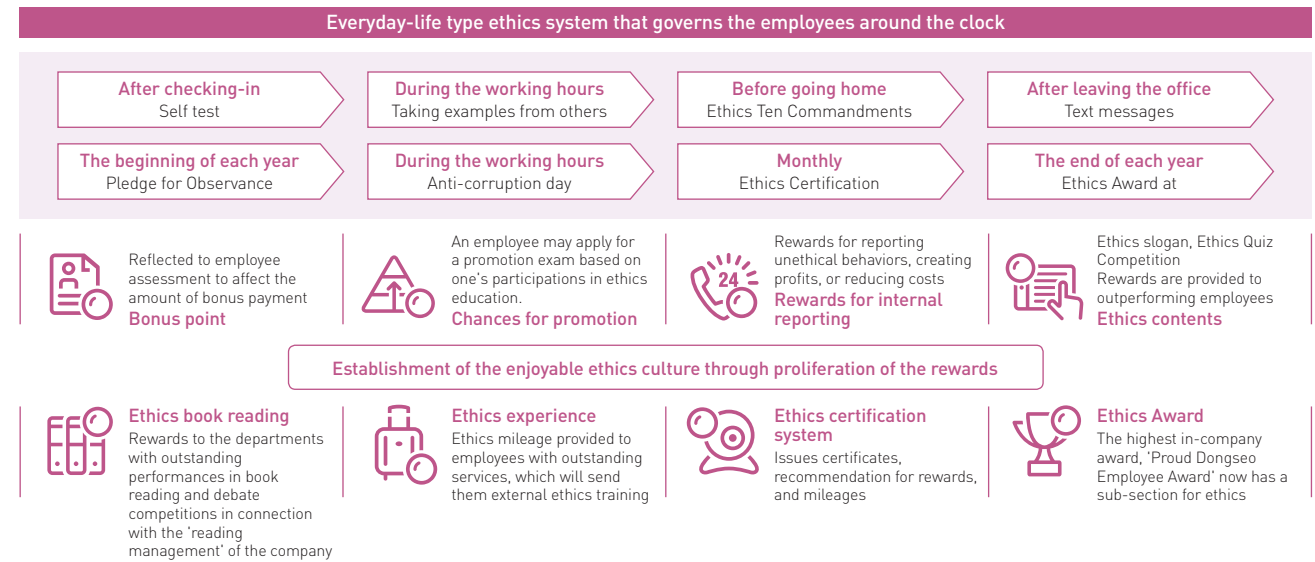 Everyday-life type ethics system that governs the employees around the clock
After checking-in
Self test
During the working hours
Taking examples from others
Before going home
Ethics Ten Commandments
After leaving the office
Text messages
The beginning of each year
Pledge for Observance
During the working hours
Anti-corruption day
Monthly
Ethics Certification
The end of each year
Ethics Award at
Reflected to employee
assessment to affect the
amount of bonus payment
Bonus point
An employee may apply for
a promotion exam based on
one's participations in ethics
education.
Chances for promotion
24
Rewards for reporting
unethical behaviors, creating
profits, or reducing costs
Rewards for internal
reporting
Ethics slogan, Ethics Quiz
Competition
Rewards are provided to
outperforming employees
Ethics contents
Establishment of the enjoyable ethics culture through proliferation of the rewards
Ethics book reading
Rewards to the departments
with outstanding
performances in book
reading and debate
competitions in connection
with the 'reading
management' of the company
Ethics experience
Ethics mileage provided to
employees with outstanding
services, which will send
them external ethics training
Ethics certification
system
Issues certificates,
recommendation for rewards,
and mileages
Ethics Award
The highest in-company
award, 'Proud Dongseo
Employee Award' now has a
sub-section for ethics